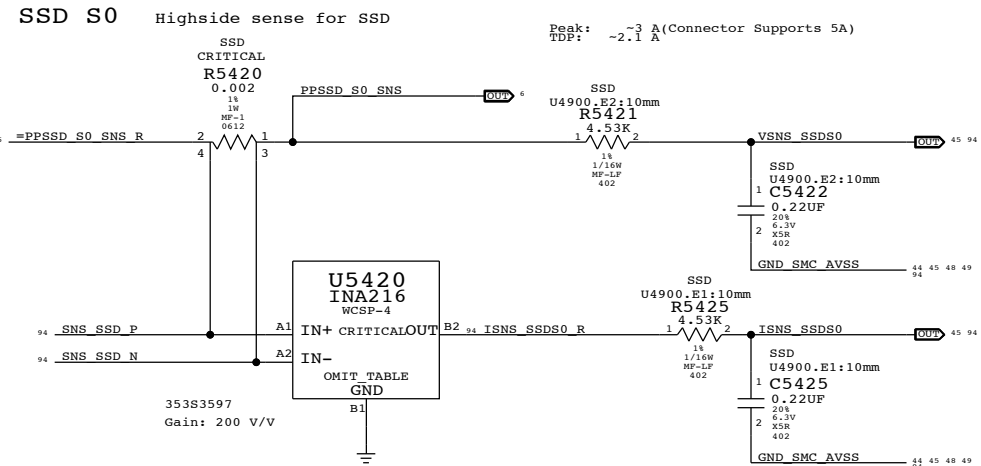 SSD S0
Highside sense for SSD
Peak: ~3 A(Connector Supports 5A)
TDP: ~2.1 A
SSD
CRITICAL
R5420
0.002
1%
1W
MF-1
0612
=PPSSD_S0_SNS_R
2
4
1
3
PPSSD_S0_SNS
OUT
6
SSD
U4900.E2:10mm
R5421
4.53K
1
2
1%
1/16W
MF-LF
402
VSNS_SSDS0
OUT
45 94
SSD
U4900.E2:10mm
1
C5422
0.22UF
20%
6.3V
X5R
402
2
GND_SMC_AVSS
44 45 48 49
94
U5420
INA216
WCSP-4
94 SNS_SSD_P
A1
IN+
CRITICAL
OUT
B2
94 ISNS_SSDS0_R
94 SNS_SSD_N
A2
IN-
OMIT_TABLE
GND
B1
353S3597
Gain: 200 V/V
SSD
U4900.E1:10mm
R5425
4.53K
1
2
1%
1/16W
MF-LF
402
ISNS_SSDS0
OUT
45 94
SSD
U4900.E1:10mm
1
C5425
0.22UF
20%
6.3V
X5R
402
2
GND_SMC_AVSS
44 45 48 49